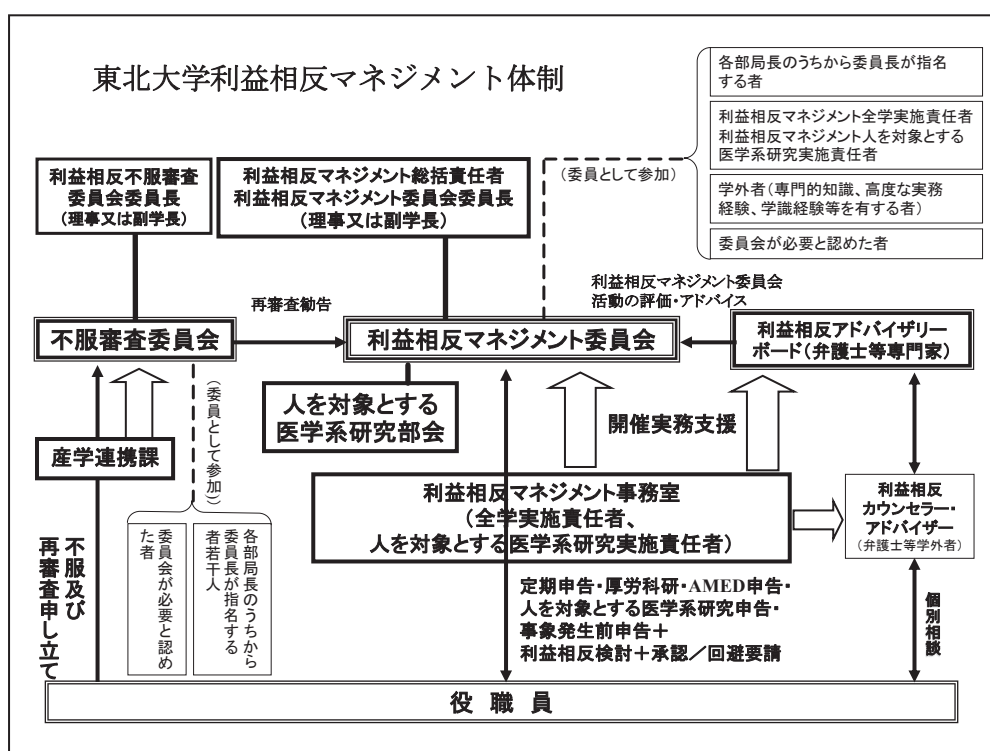 東北大学利益相反マネジメント体制
各部局長のうちから委員長が指名
する者
利益相反マネジメント全学実施責任者
利益相反マネジメント人を対象とする
医学系研究実施責任者
学外者（専門的知識、高度な実務
経験、学識経験等を有する者）
委員会が必要と認めた者
（委員として参加）
利益相反不服審査
委員会委員長
（理事又は副学長）
利益相反マネジメント総括責任者
利益相反マネジメント委員会委員長
（理事又は副学長）
再審査勧告
利益相反マネジメント委員会
活動の評価・アドバイス
不服審査委員会
利益相反マネジメント委員会
利益相反アドバイザリー
ボード（弁護士等専門家）
人を対象とする
医学系研究部会
（委員として参加）
開催実務支援
産学連携課
利益相反マネジメント事務室
（全学実施責任者、
人を対象とする医学系研究実施責任者）
利益相反
カウンセラー・
アドバイザー
（弁護士等学外者）
不服及び
再審査申し立て
各部局長のうちから
委員長が指名する
者若干人
委員会が必要と認め
た者
定期申告・厚労科研・AMED申告・
人を対象とする医学系研究申告・
事象発生前申告＋
利益相反検討＋承認／回避要請
個別相談
役 職 員